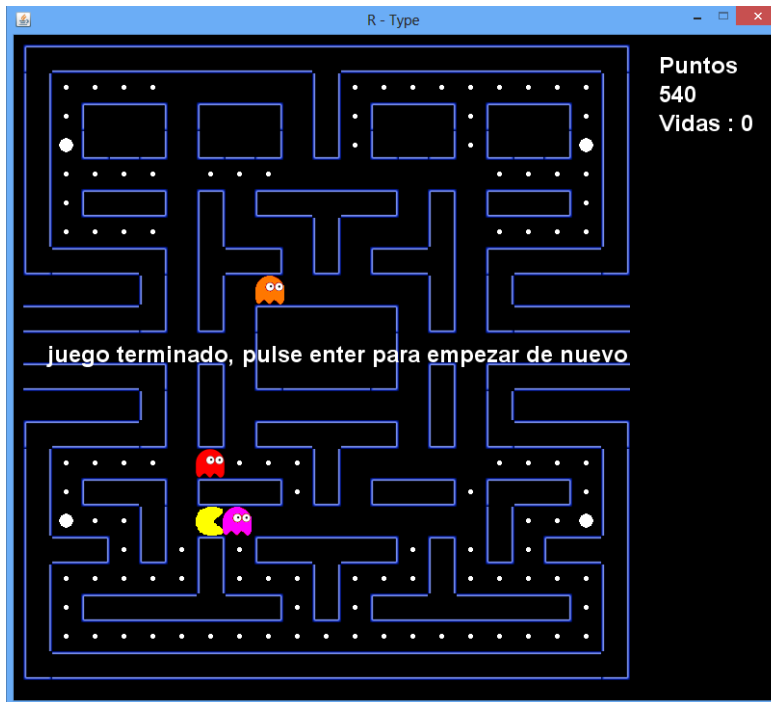 R - Type
Puntos
540
Vidas : 0
juego terminado, pulse enter para empezar de nuevo